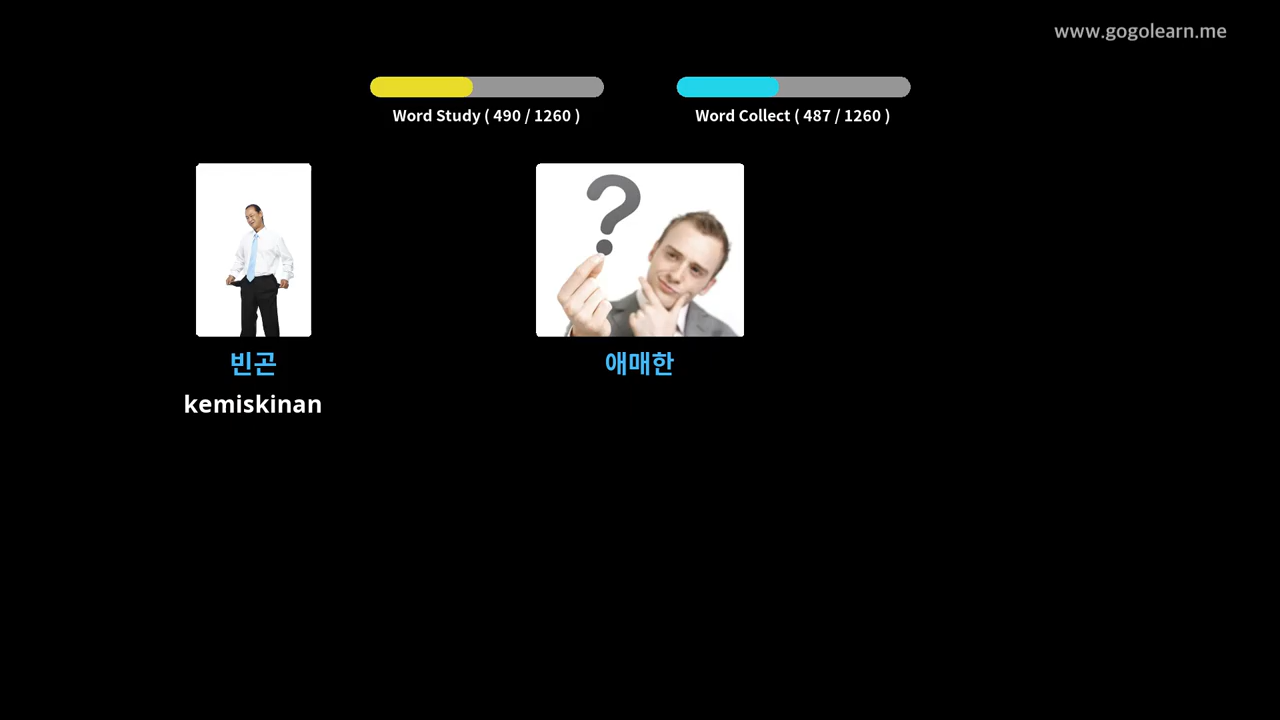 www.gogolearn.me
Word Study ( 490 / 1260 )
Word Collect ( 487 / 1260 )
빈곤
kemiskinan
애매한